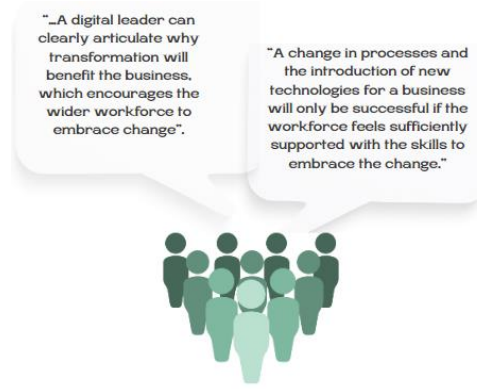 “…A digital leader can
clearly articulate why
transformation will
benefit the business,
which encourages the
wider workforce to
embrace change”.
“A change in processes and
the introduction of new
technologies for a business
will only be successful if the
workforce feels sufficiently
supported with the skills to
embrace the change.”